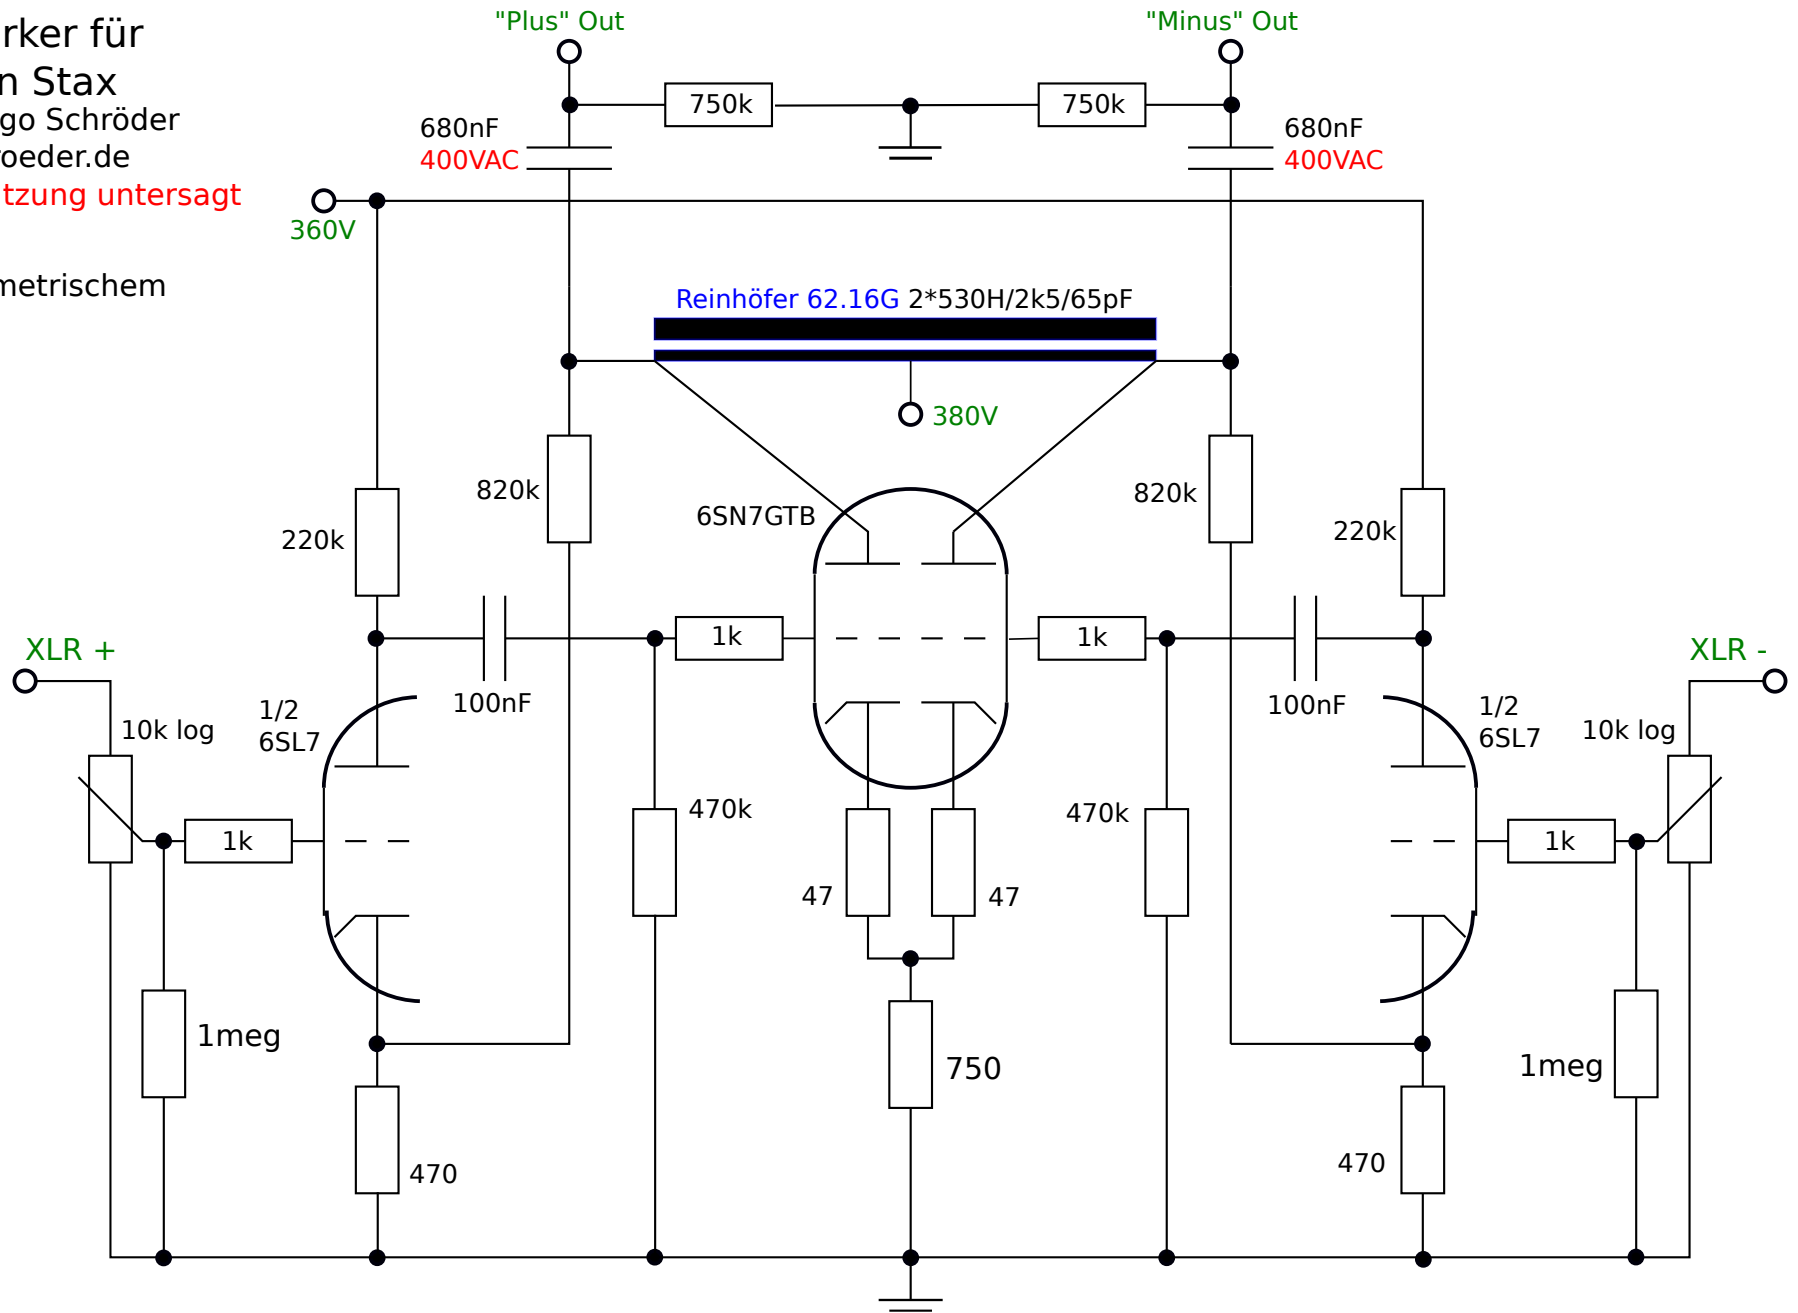 rker für
n Stax
go Schröder
oeder.de
tzung untersagt
metrischem
"Plus" Out
"Minus" Out
750k
750k
680nF
400VAC
680nF
400VAC
360V
Reinhöfer 62.16G 2*530H/2k5/65pF
380V
820k
6SN7GTB
820k
220k
220k
XLR +
1k
1k
XLR -
100nF
100nF
10k log
1/2
6SL7
1/2
6SL7
10k log
470k
470k
1k
1k
47
47
1meg
750
1meg
470
470